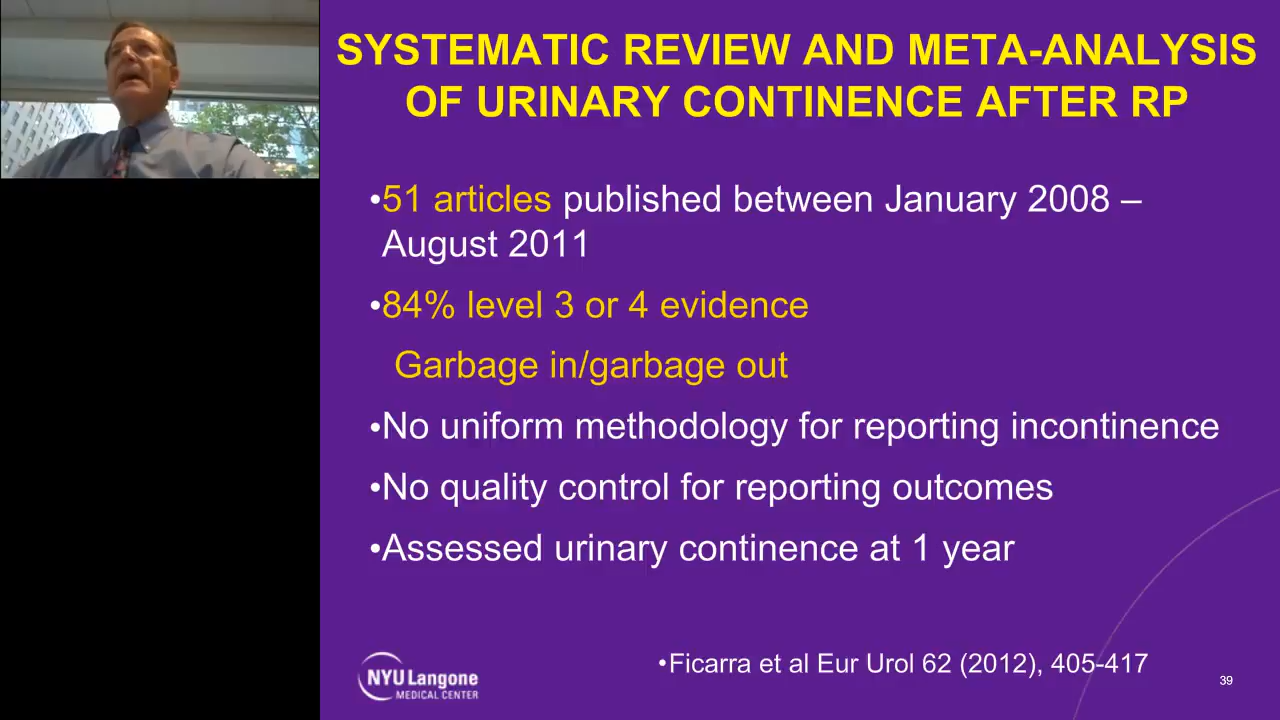 SYSTEMATIC REVIEW AND META-ANALYSIS
OF URINARY CONTINENCE AFTER RP
•51 articles published between January 2008 –
August 2011
•84% level 3 or 4 evidence
Garbage in/garbage out
•No uniform methodology for reporting incontinence
•No quality control for reporting outcomes
•Assessed urinary continence at 1 year
•Ficarra et al Eur Urol 62 (2012), 405-417
NYU Langone
MEDICAL CENTER
39